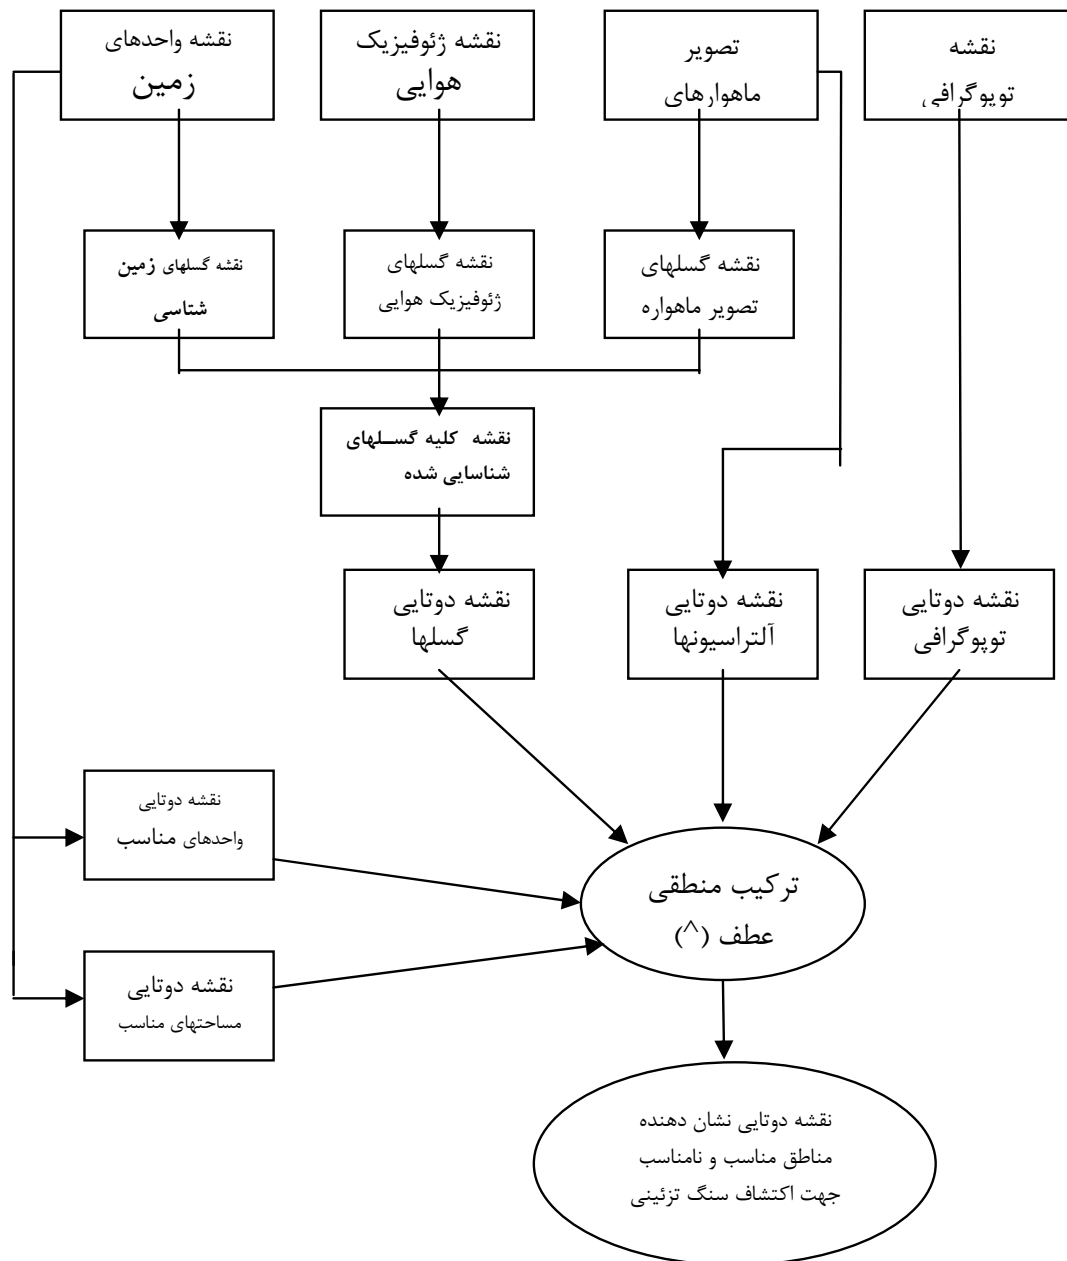 نقشه
توپوگرافی
تصویر
ماهوارهای
نقشه ژئوفیزیک
هوایی
نقشه واحدهای
زمین
نقشه گسلهای
تصویر ماهواره
نقشه گسلهای
ژئوفیزیک هوایی
نقشه گسلهای زمین
شتاسی
نقشه کلیه گســلهای
شناسایی شده
نقشه دوتایی
توپوگرافی
نقشه دوتایی
آلتراسیونها
نقشه دوتایی
گسلها
نقشه دوتایی
واحدهای مناسب
ترکیب منطقی
عطف (^)
نقشه دوتایی
مساحتهای مناسب
نقشه دوتایی نشان دهنده
مناطق مناسب و نامناسب
جهت اکتشاف سنگ تزئینی